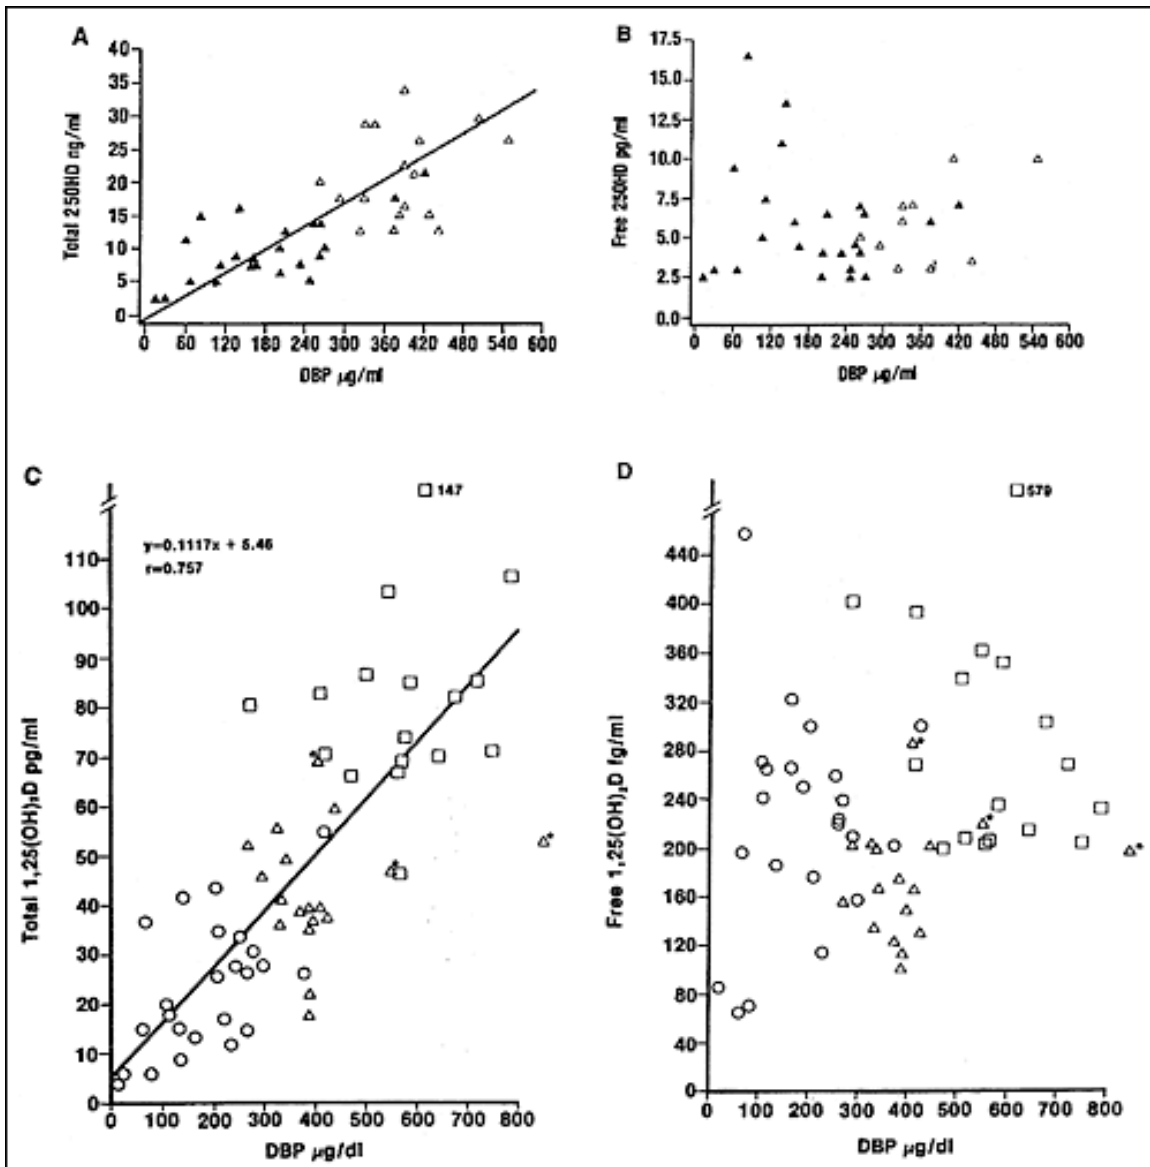 A
Total 25OHD ng/ml
40
35
30
25
20
15
10
5
0
0 60 120 180 240 300 360 420 480 540 600
DBP µg/ml
B
Free 25OHD pg/ml
17.5
15.0
12.5
10.0
7.5
5.0
2.5
0.0
0 60 120 180 240 300 360 420 480 540 600
DBP µg/ml
C
Total 1,25(OH)₂D pg/ml
147
y=0.1117x + 5.46
r=0.757
110
100
90
80
70
60
50
40
30
20
10
0
0 100 200 300 400 500 600 700 800
DBP µg/dl
D
Free 1,25(OH)₂D fg/ml
579
440
400
360
320
280
240
200
160
120
80
40
0
0 100 200 300 400 500 600 700 800
DBP µg/dl